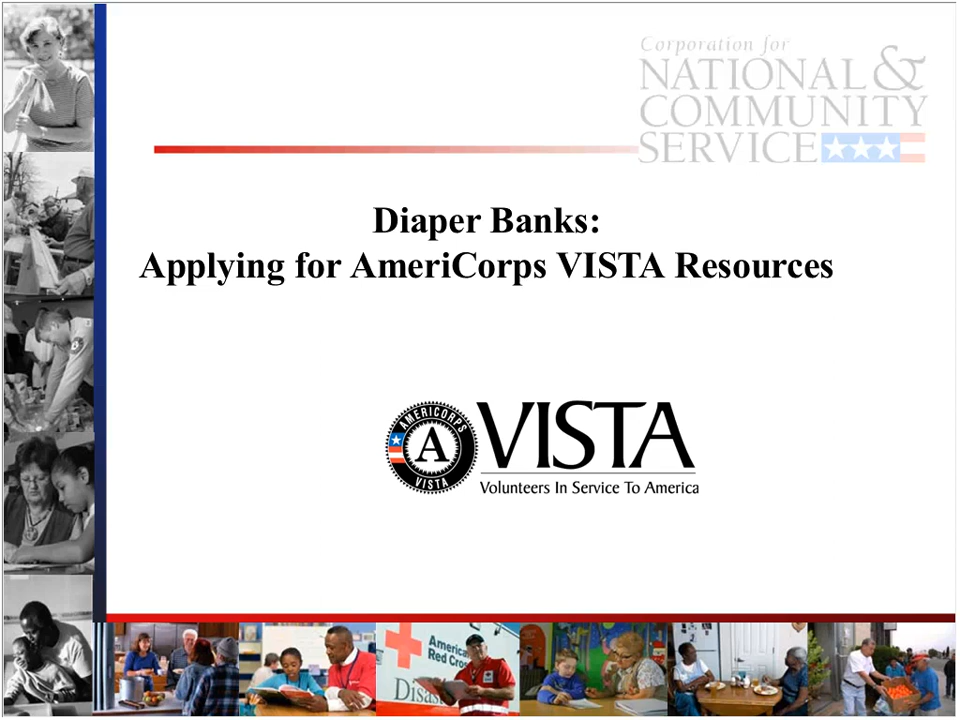 Corporation for
NATIONAL &
COMMUNITY
SERVICE
Diaper Banks:
Applying for AmeriCorps VISTA Resources
AMERICORPS
A
VISTA
VISTA
Volunteers In Service To America
American
Red Cross